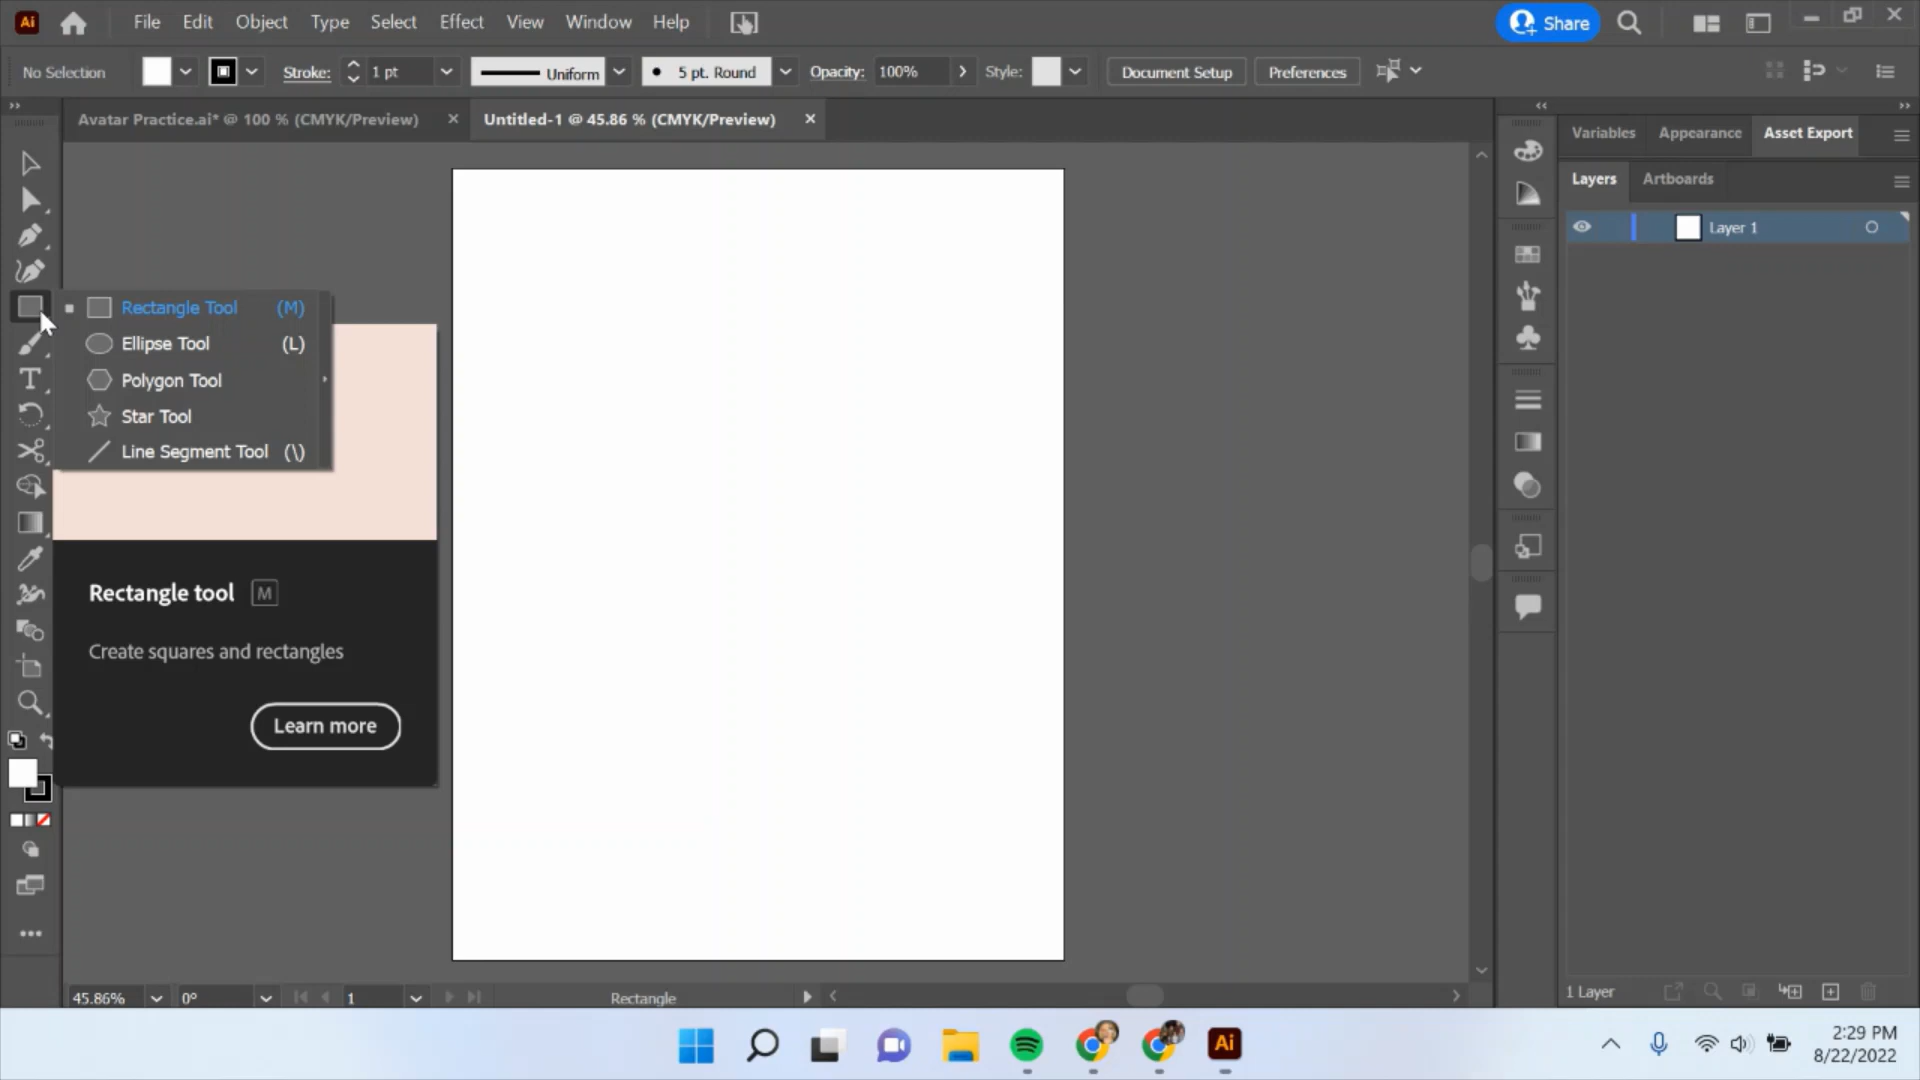 Ai File Edit Object Type Select Effect View Window Help Share
No Selection Stroke: 1 pt Uniform 5 pt. Round Opacity: 100% Style: Document Setup Preferences
Avatar Practice.ai* @ 100 % (CMYK/Preview) × Untitled-1 @ 45.86 % (CMYK/Preview) ×
Variables Appearance Asset Export
Layers Artboards
Layer 1
Rectangle Tool (M)
Ellipse Tool (L)
Polygon Tool
Star Tool
Line Segment Tool (\)
T
Rectangle tool M
Create squares and rectangles
Learn more
1 Layer
45.86% 0° 1 Rectangle
Ai
2:29 PM
8/22/2022